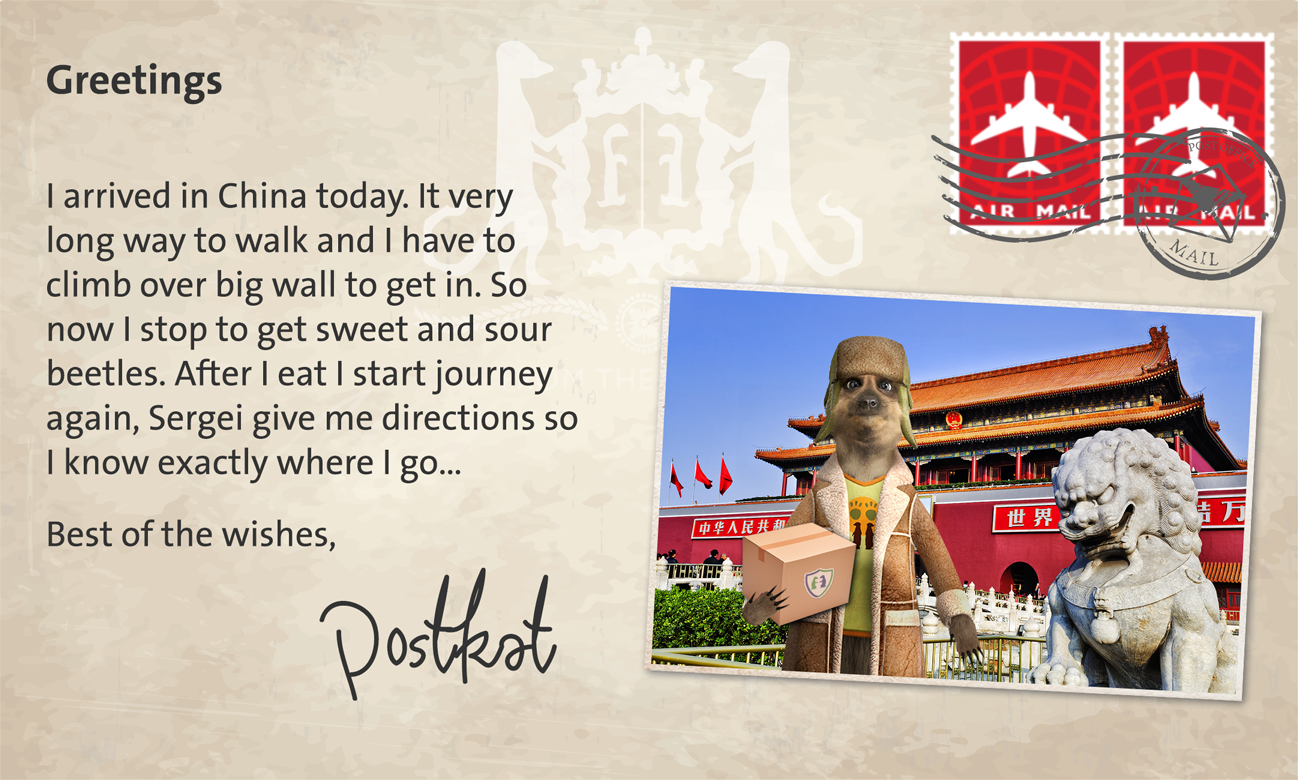 Greetings
AIR MAIL
AIR MAIL
MAIL
I arrived in China today. It very
long way to walk and I have to
climb over big wall to get in. So
now I stop to get sweet and sour
beetles. After I eat I start journey
again, Sergei give me directions so
I know exactly where I go...
Best of the wishes,
Postkat
中华人民共和
世界
结万